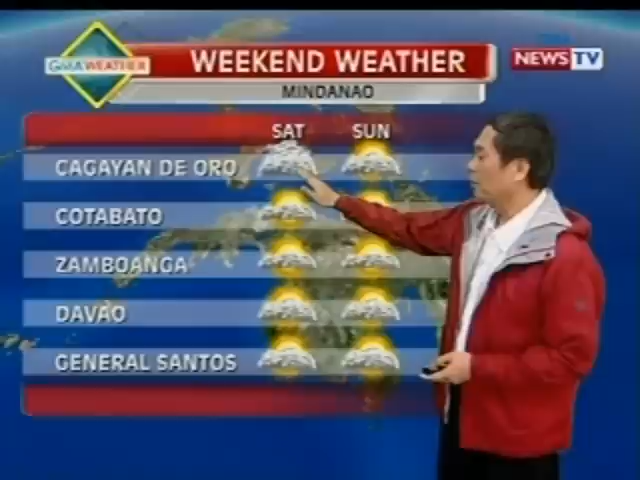 WEEKEND WEATHER
NEWS TV
GMA WEATHER
MINDANAO
SAT SUN
CAGAYAN DE ORO
COTABATO
ZAMBOANGA
DAVAO
GENERAL SANTOS